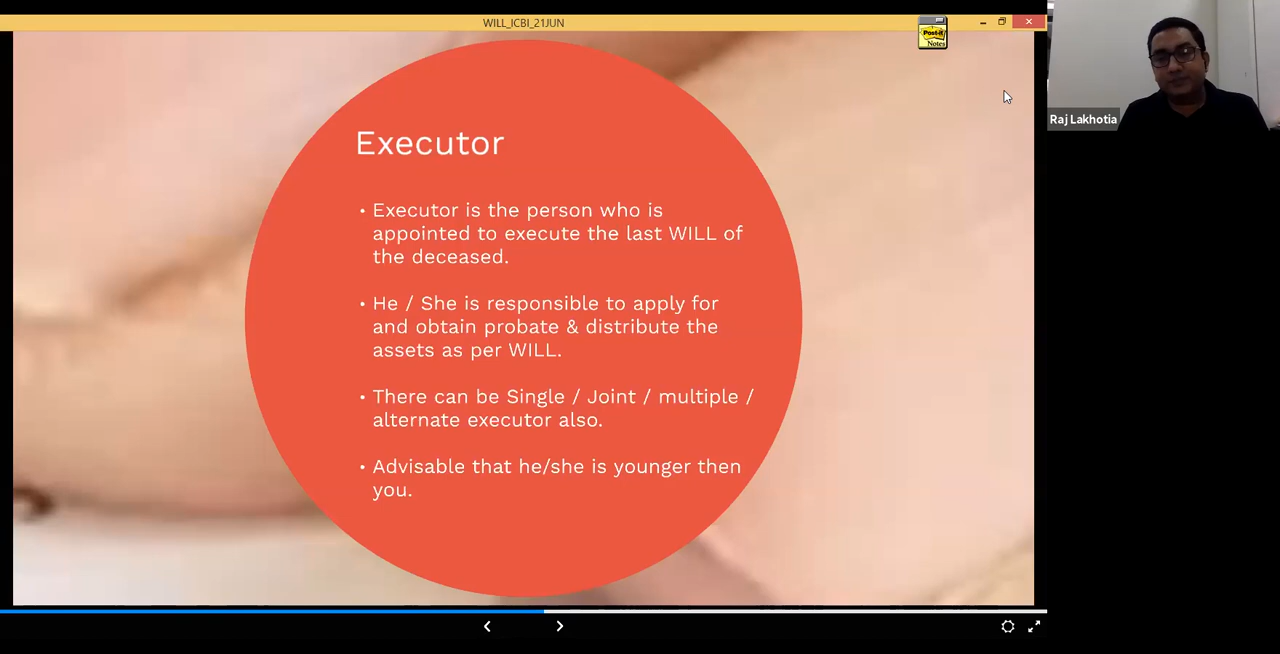 WILL_ICBI_21JUN
Post-it
Notes
Raj Lakhotia
Executor
• Executor is the person who is
appointed to execute the last WILL of
the deceased.
• He / She is responsible to apply for
and obtain probate & distribute the
assets as per WILL.
• There can be Single / Joint / multiple /
alternate executor also.
• Advisable that he/she is younger then
you.